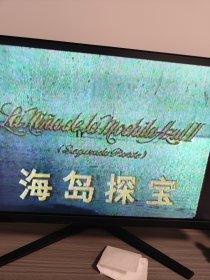 La Niña de la Mochila Azul II
(Segunda Parte)
海岛探宝